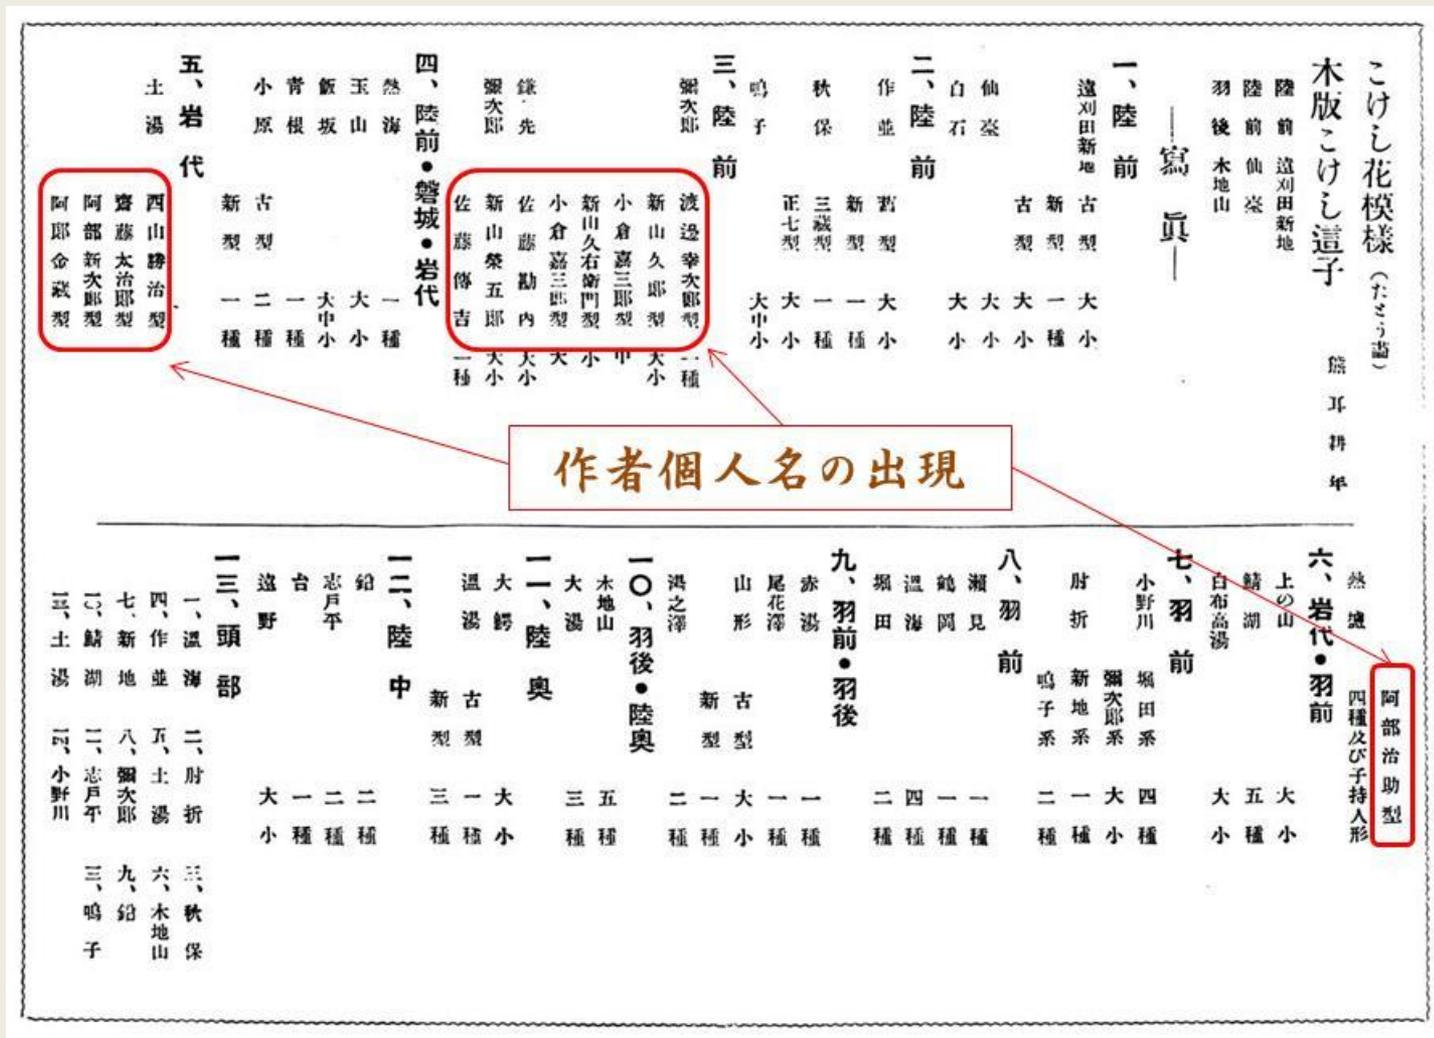 こけし花模様（たとう畵）
木版こけし這子　熊耳耕年
陸前　遠刈田新地
陸前　仙臺
羽後　木地山
―寫眞―
一、陸前
遠刈田新地　古型　大小
新型　一種
古型　大小
仙臺　大小
白石　大小
二、陸前
作並　舊型　大小
新型　一種
秋保　三藏型　一種
正七型　大小
鳴子　大中小
三、陸前
彌次郎　渡邊幸次郎型　一種
新山久郎型　大小
小倉嘉三郎型　中
新山久右衛門型　小
小倉嘉三郎型　大
鎌先　佐藤勘内　大小
彌次郎　新山榮五郎　大小
佐藤傳吉　一種
四、陸前・磐城・岩代
熱海　一種
玉山　大小
飯坂　大中小
青根　一種
小原　古型　二種
新型　一種
五、岩代
土湯　西山勝治型
齋藤太治郎型
阿部新次郎型
阿部金蔵型
作者個人名の出現
阿部治助型
熱塩　四種及び子持人形
六、岩代・羽前
上の山　大小
鯖湖　五種
白布高湯　大小
七、羽前
小野川　堀田系　四種
彌次郎系　大小
肘折　新地系　一種
鳴子系　二種
八、羽前
瀬見　一種
鶴岡　一種
溫海　四種
堀田　二種
九、羽前・羽後
赤湯　一種
尾花澤　一種
山形　古型　大小
新型　一種
湯之澤　二種
一〇、羽後・陸奥
木地山　五種
大湯　三種
一一、陸奥
大鰐　大小
溫湯　古型　一種
新型　三種
一二、陸中
鉛　二種
志戸平　二種
台　一種
遠野　大小
一三、頭部
一、溫海　二、肘折　三、秋保
四、作並　五、土湯　六、木地山
七、新地　八、彌次郎　九、鉛
一〇、鯖湖　一一、志戸平　一二、鳴子
一三、土湯　一四、小野川